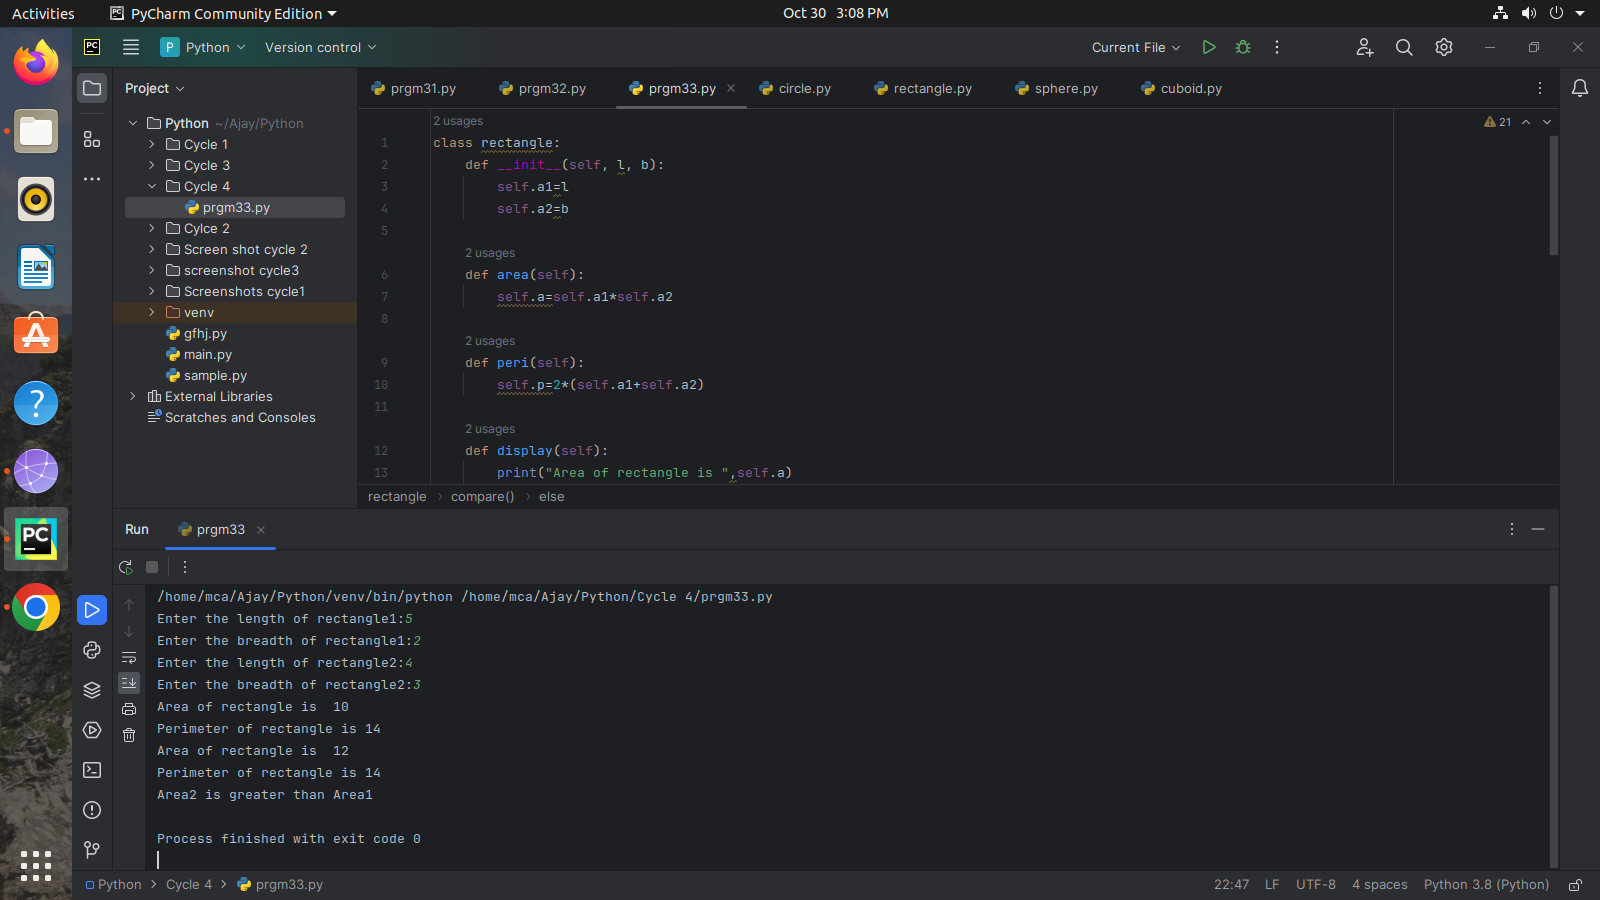 Activities PyCharm Community Edition Oct 30 3:08 PM
PC P Python Version control Current File
Project prgm31.py prgm32.py prgm33.py circle.py rectangle.py sphere.py cuboid.py
Python ~/Ajay/Python
Cycle 1
Cycle 3
Cycle 4
prgm33.py
Cylce 2
Screen shot cycle 2
screenshot cycle3
Screenshots cycle1
venv
gfhj.py
main.py
sample.py
External Libraries
Scratches and Consoles
2 usages 21
1 class rectangle:
2 def __init__(self, l, b):
3 self.a1=l
4 self.a2=b
5
2 usages
6 def area(self):
7 self.a=self.a1*self.a2
8
2 usages
9 def peri(self):
10 self.p=2*(self.a1+self.a2)
11
2 usages
12 def display(self):
13 print("Area of rectangle is ",self.a)
rectangle › compare() › else
Run prgm33
/home/mca/Ajay/Python/venv/bin/python /home/mca/Ajay/Python/Cycle 4/prgm33.py
Enter the length of rectangle1:5
Enter the breadth of rectangle1:2
Enter the length of rectangle2:4
Enter the breadth of rectangle2:3
Area of rectangle is  10
Perimeter of rectangle is 14
Area of rectangle is  12
Perimeter of rectangle is 14
Area2 is greater than Area1
Process finished with exit code 0
PC
Python › Cycle 4 › prgm33.py 22:47 LF UTF-8 4 spaces Python 3.8 (Python)